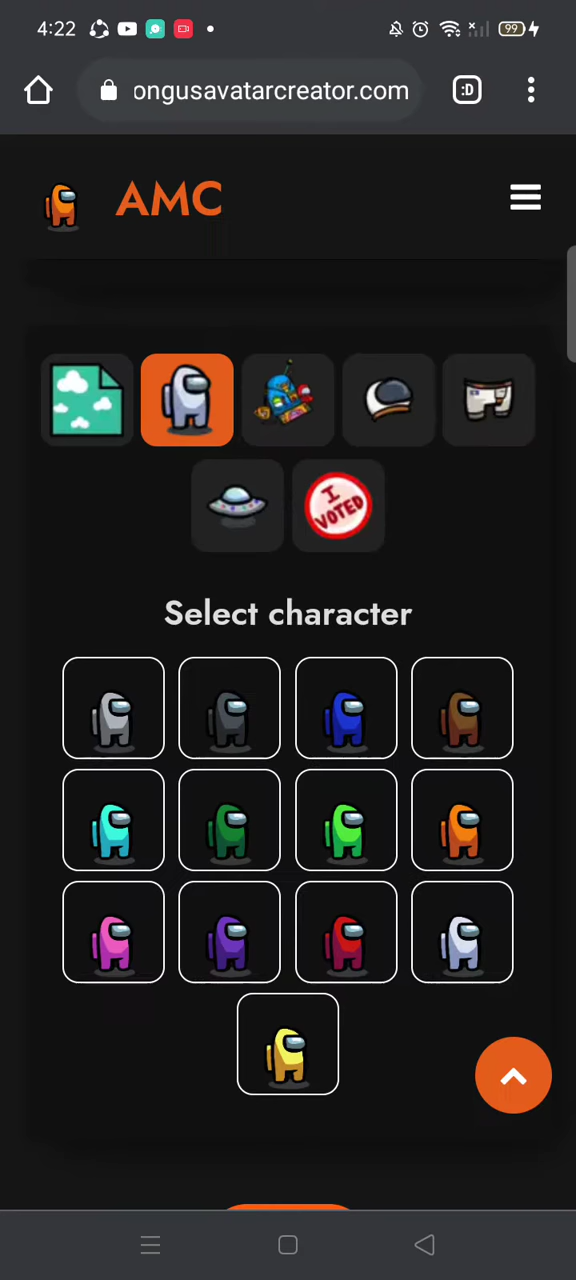 4:22
99
ongusavatarcreator.com
:D
AMC
I
VOTED
Select character